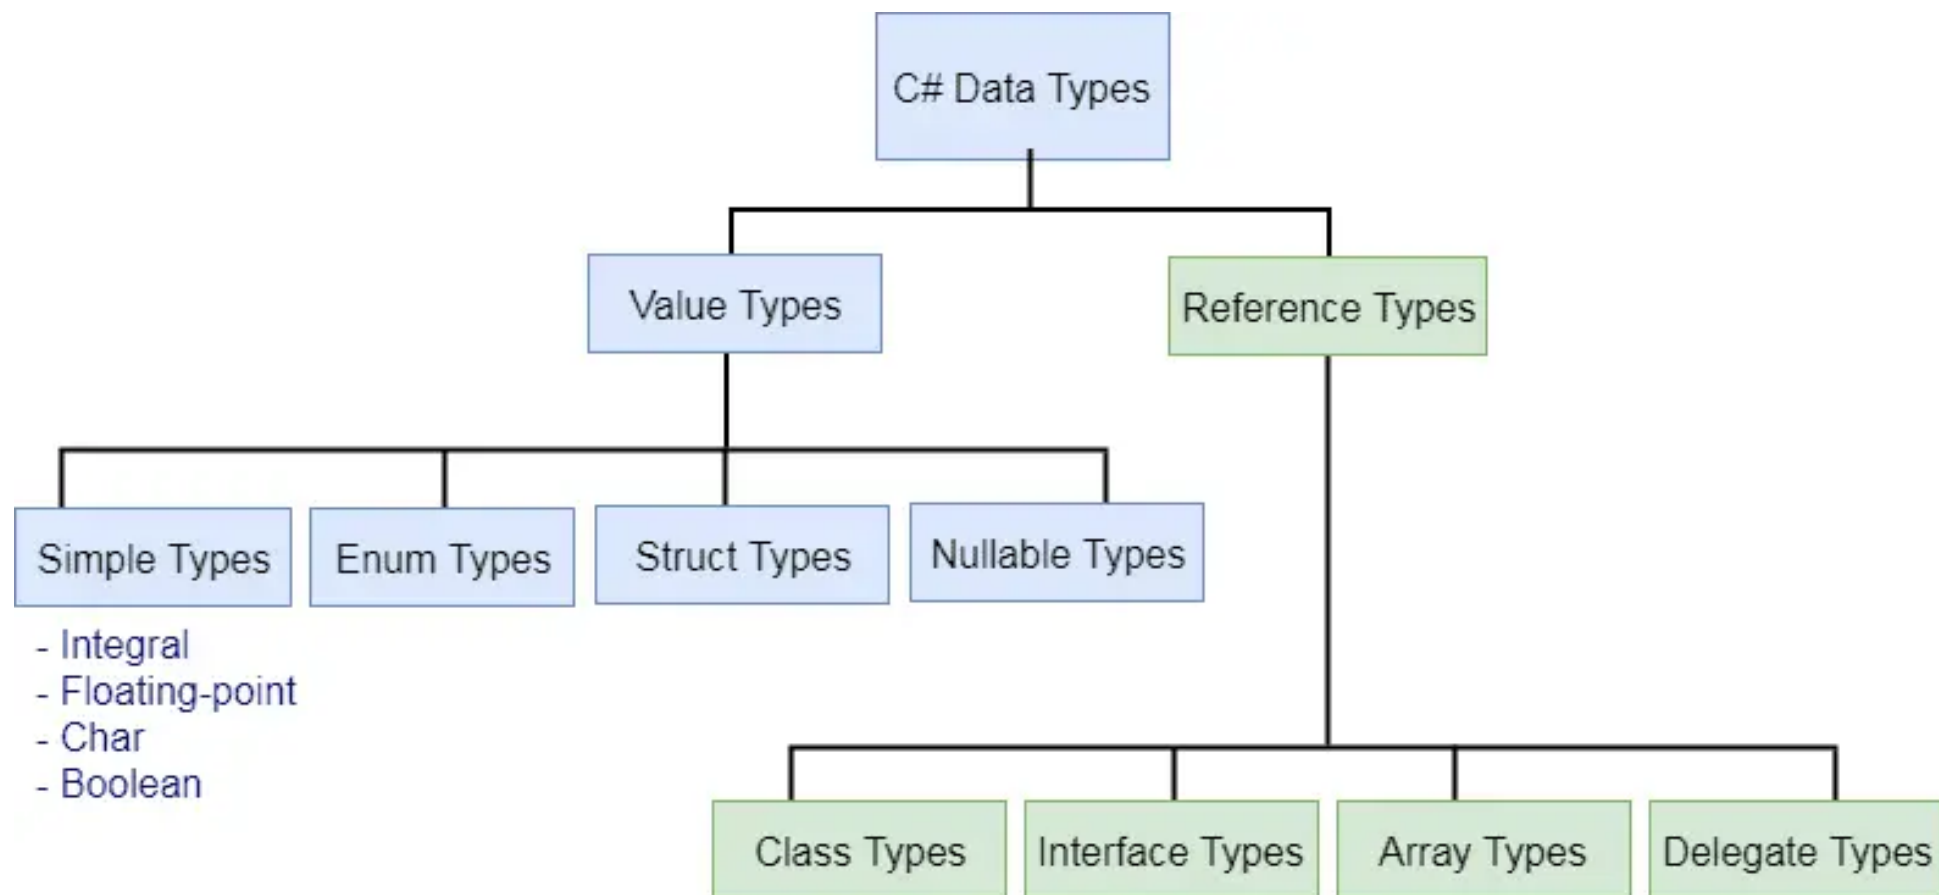 C# Data Types
Value Types
Reference Types
Simple Types
Enum Types
Struct Types
Nullable Types
- Integral
- Floating-point
- Char
- Boolean
Class Types
Interface Types
Array Types
Delegate Types